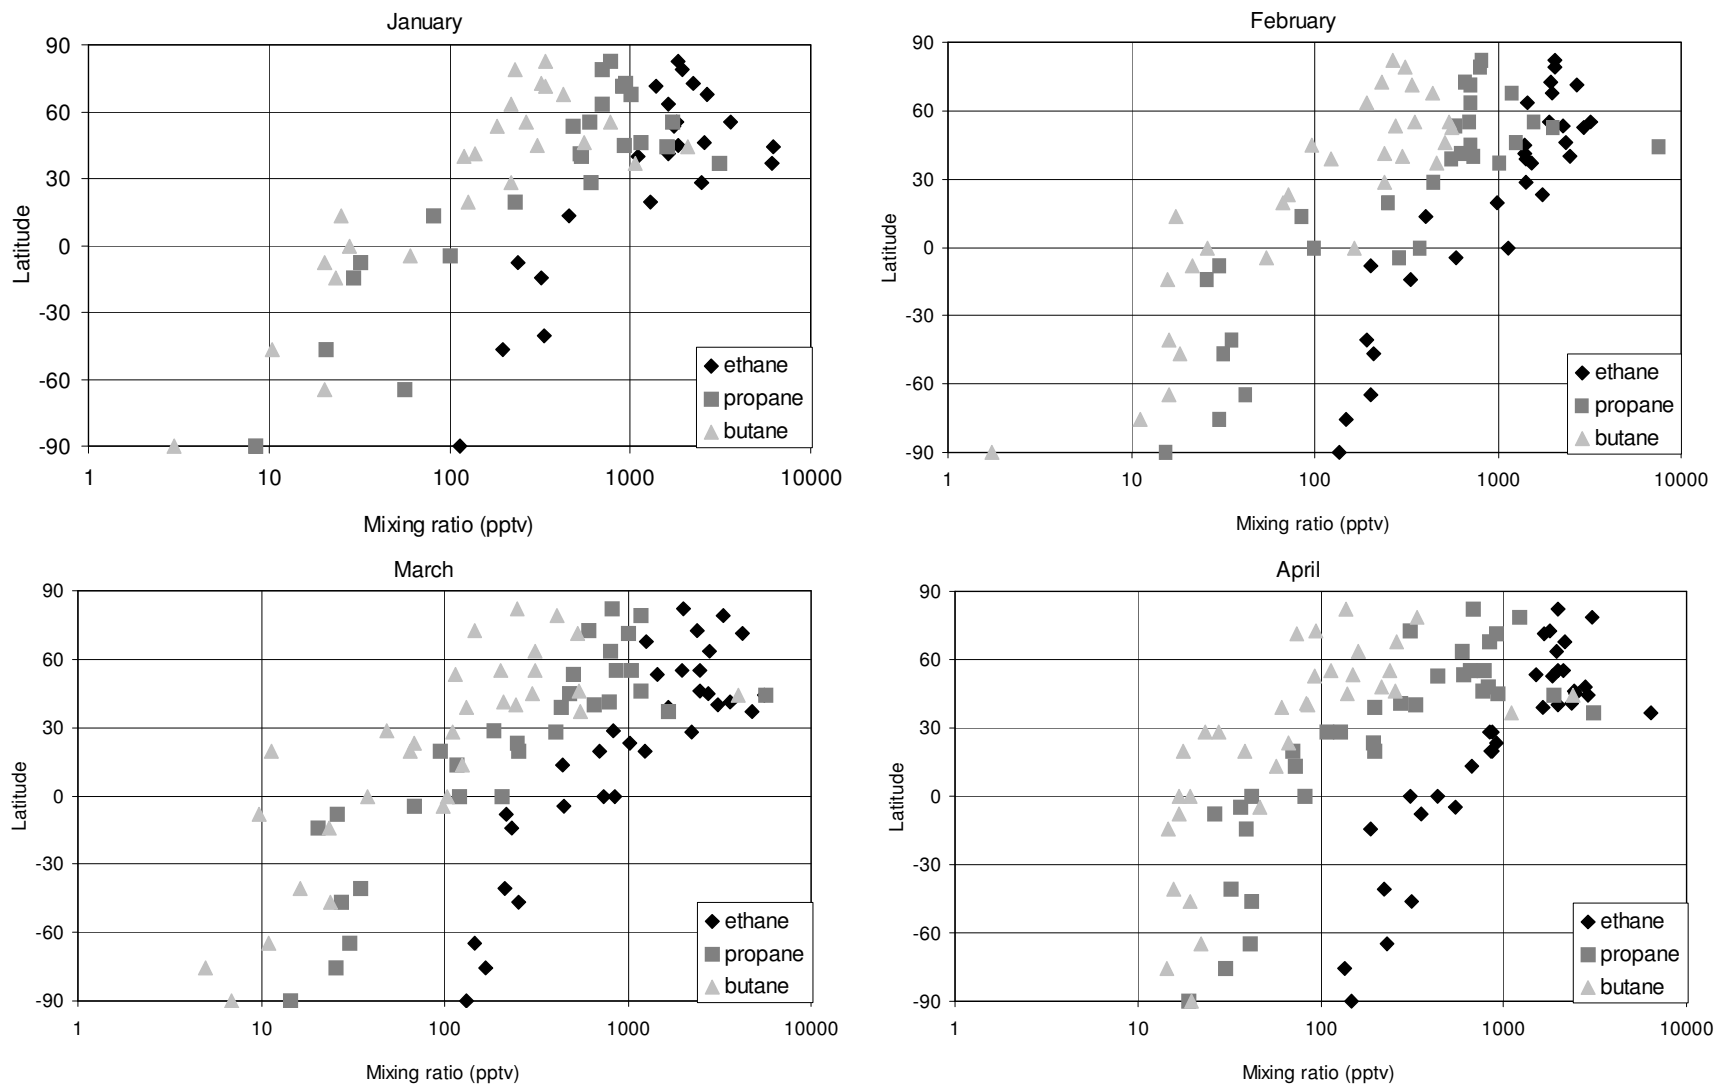 January
90
60
30
0
-30
-60
-90
Latitude
1 10 100 1000 10000
Mixing ratio (pptv)
ethane
propane
butane
February
90
60
30
0
-30
-60
-90
Latitude
1 10 100 1000 10000
Mixing ratio (pptv)
ethane
propane
butane
March
90
60
30
0
-30
-60
-90
Latitude
1 10 100 1000 10000
Mixing ratio (pptv)
ethane
propane
butane
April
90
60
30
0
-30
-60
-90
Latitude
1 10 100 1000 10000
Mixing ratio (pptv)
ethane
propane
butane